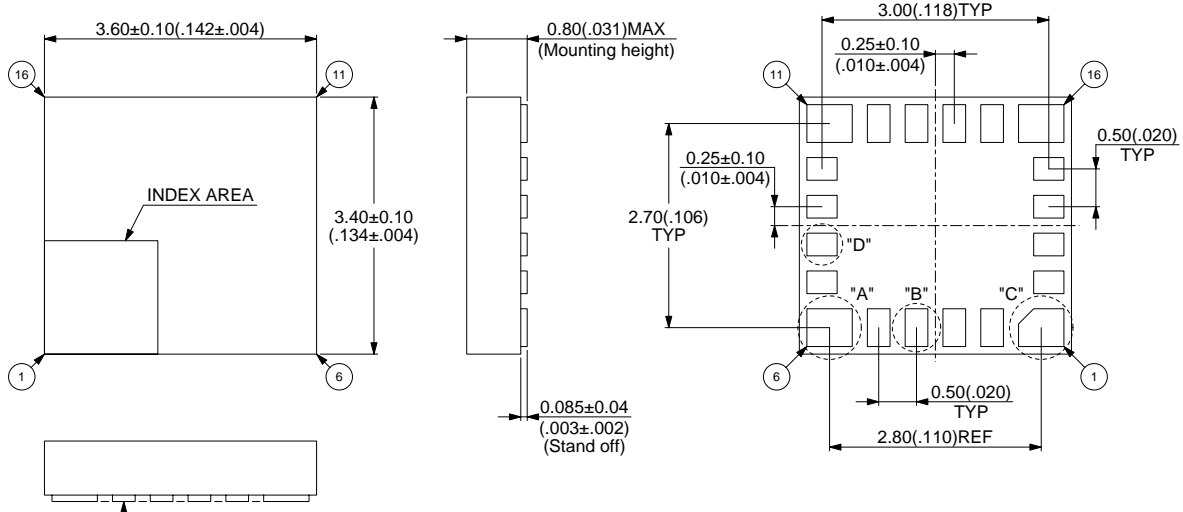 3.60±0.10(.142±.004)
16
11
INDEX AREA
3.40±0.10
(.134±.004)
1
6
0.80(.031)MAX
(Mounting height)
0.085±0.04
(.003±.002)
(Stand off)
3.00(.118)TYP
0.25±0.10
(.010±.004)
11
16
0.50(.020)
TYP
0.25±0.10
(.010±.004)
2.70(.106)
TYP
"D"
"A"
"B"
"C"
6
1
0.50(.020)
TYP
2.80(.110)REF